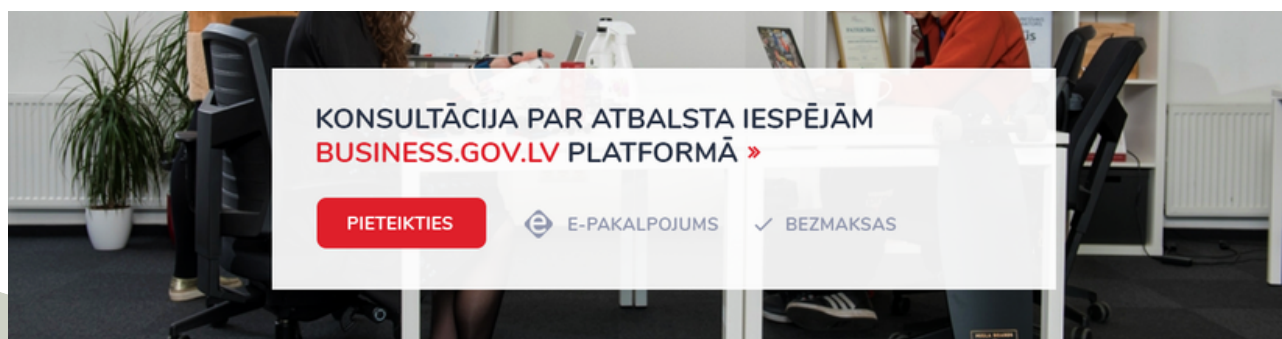 KONSULTĀCIJA PAR ATBALSTA IESPĒJĀM
BUSINESS.GOV.LV PLATFORMĀ »
PIETEIKTIES
E-PAKALPOJUMS
BEZMAKSAS